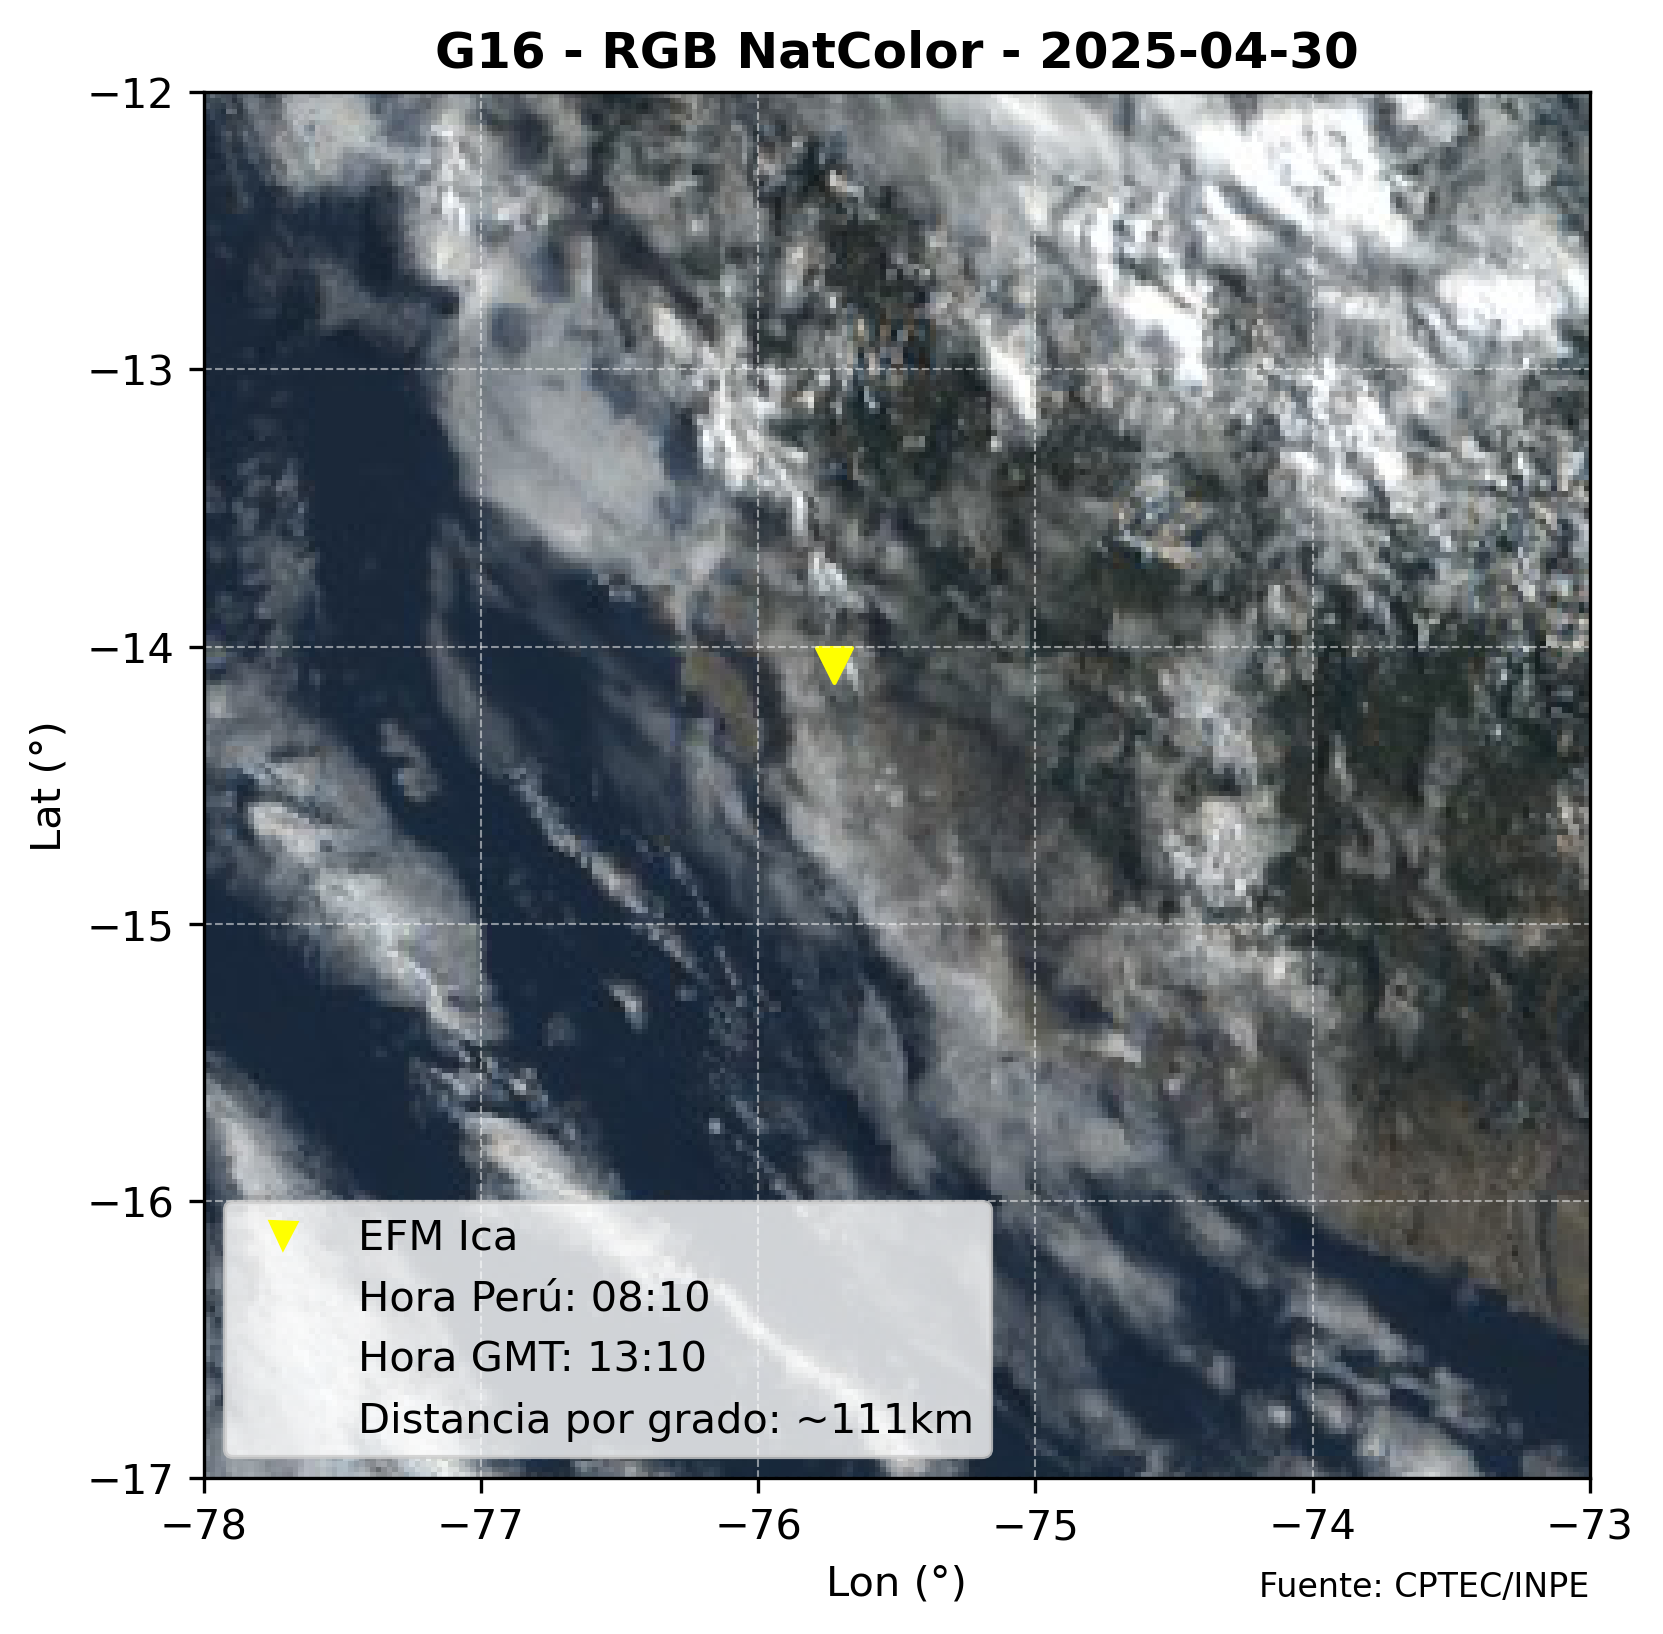 G16 - RGB NatColor - 2025-04-30
−12
−13
−14
−15
−16
−17
Lat (°)
EFM Ica
Hora Perú: 08:10
Hora GMT: 13:10
Distancia por grado: ~111km
−78 −77 −76 −75 −74 −73
Lon (°)
Fuente: CPTEC/INPE